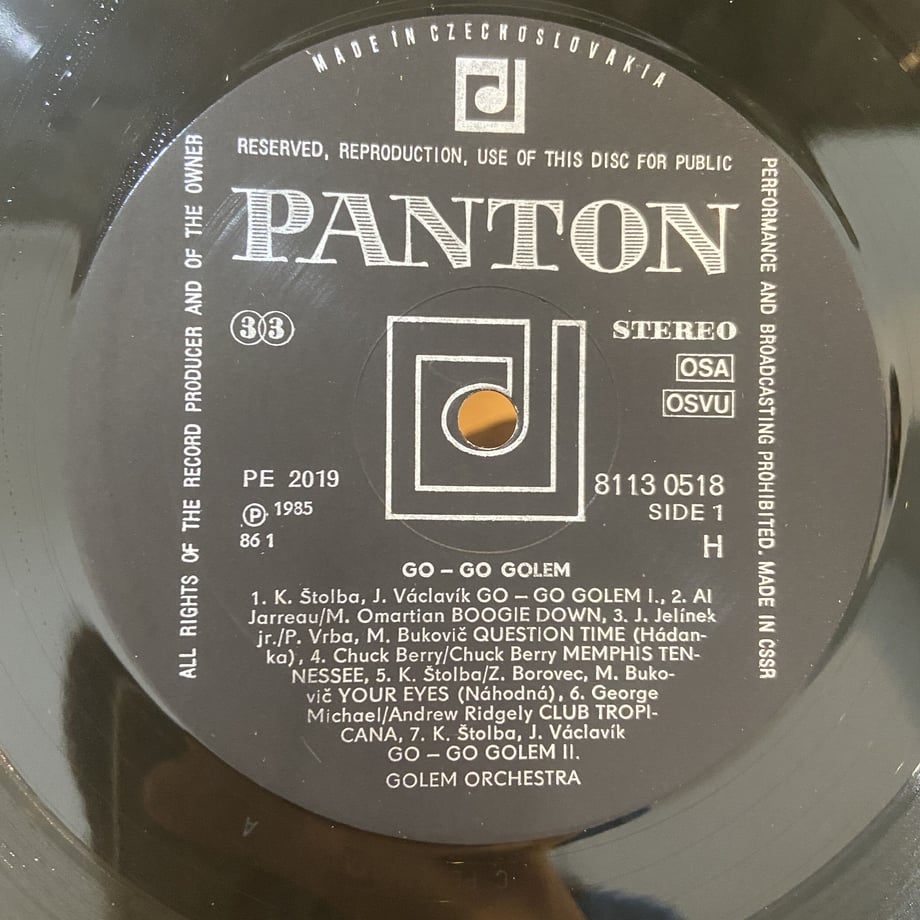 MADE IN CZECHOSLOVAKIA
ALL RIGHTS OF THE RECORD PRODUCER AND OF THE OWNER
RESERVED, REPRODUCTION, USE OF THIS DISC FOR PUBLIC
PERFORMANCE AND BROADCASTING PROHIBITED. MADE IN ČSSR
PANTON
33
STEREO
OSA
OSVU
PE 2019
8113 0518
Ⓟ 1985
SIDE 1
86 1
H
GO – GO GOLEM
1. K. Štolba, J. Václavík GO – GO GOLEM I., 2. Al
Jarreau/M. Omartian BOOGIE DOWN, 3. J. Jelínek
jr./P. Vrba, M. Bukovič QUESTION TIME (Hádan-
ka), 4. Chuck Berry/Chuck Berry MEMPHIS TEN-
NESSEE, 5. K. Štolba/Z. Borovec, M. Buko-
vič YOUR EYES (Náhodná), 6. George
Michael/Andrew Ridgely CLUB TROPI-
CANA, 7. K. Štolba, J. Václavík
GO – GO GOLEM II.
GOLEM ORCHESTRA